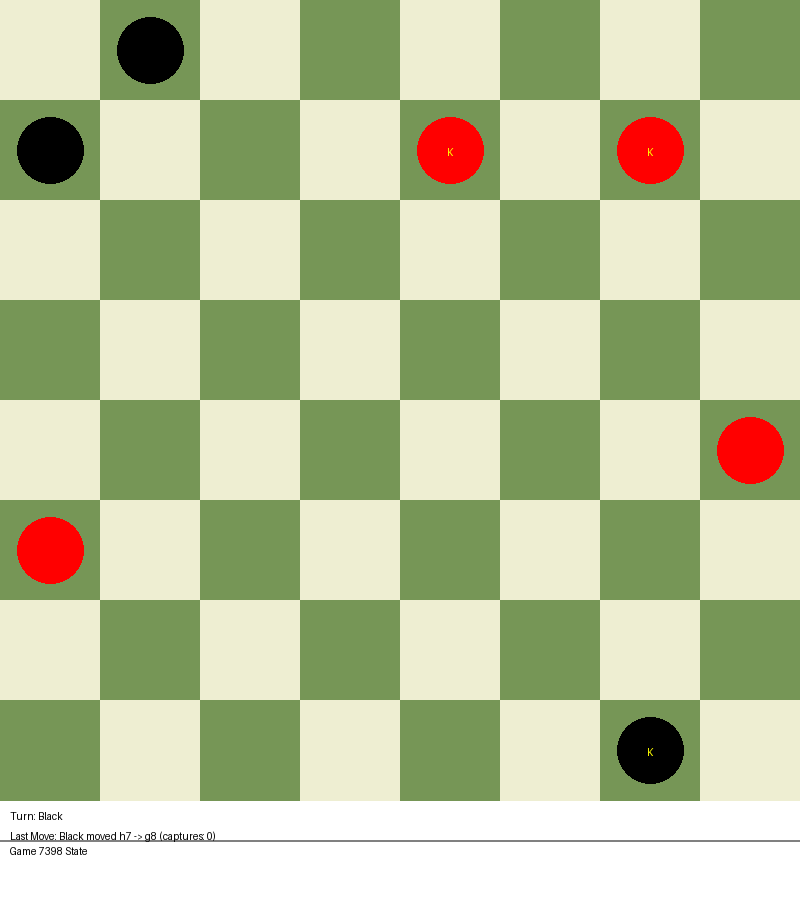 K K
K
Turn: Black
Last Move: Black moved h7 -> g8 (captures: 0)
Game 7398 State